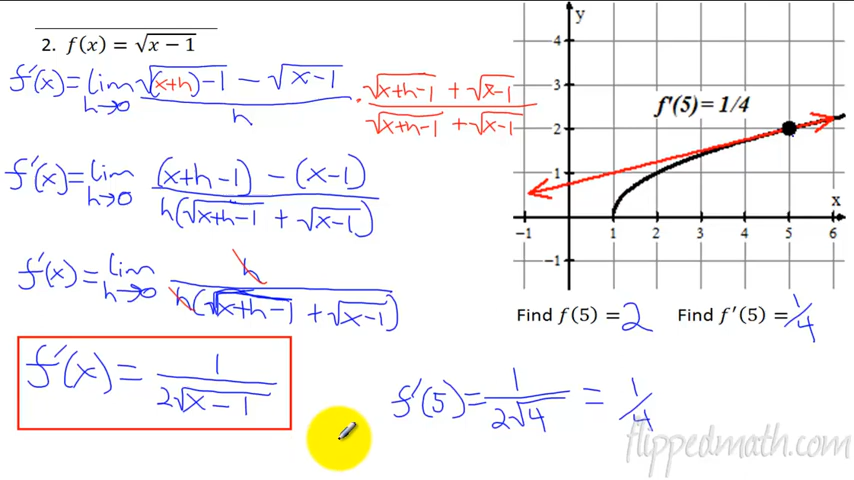 2. f(x) = √(x − 1)
f'(x) = lim h→0 (√((x+h)−1) − √(x−1)) / h · (√(x+h−1) + √(x−1)) / (√(x+h−1) + √(x−1))
f'(x) = lim h→0 ((x+h−1) − (x−1)) / (h(√(x+h−1) + √(x−1)))
f'(x) = lim h→0 h / (h(√(x+h−1) + √(x−1)))
f'(x) = 1 / (2√(x−1))
y
4
3
2
1
−1
f'(5) = 1/4
x
−1 1 2 3 4 5 6
Find f(5) = 2 Find f'(5) = 1/4
f'(5) = 1 / (2√4) = 1/4
flippedmath.com